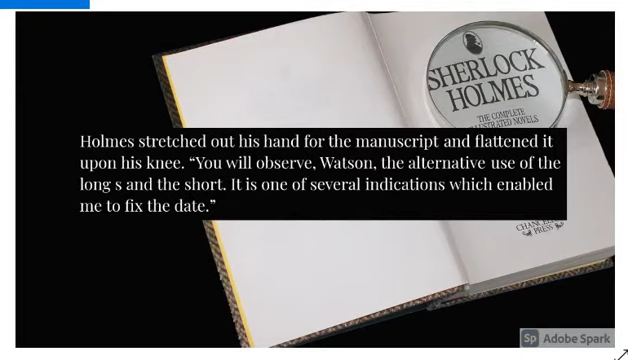 SHERLOCK
HOLMES
THE COMPLETE
ILLUSTRATED NOVELS
Holmes stretched out his hand for the manuscript and flattened it
upon his knee. “You will observe, Watson, the alternative use of the
long s and the short. It is one of several indications which enabled
me to fix the date.”
PRESS
Sp Adobe Spark